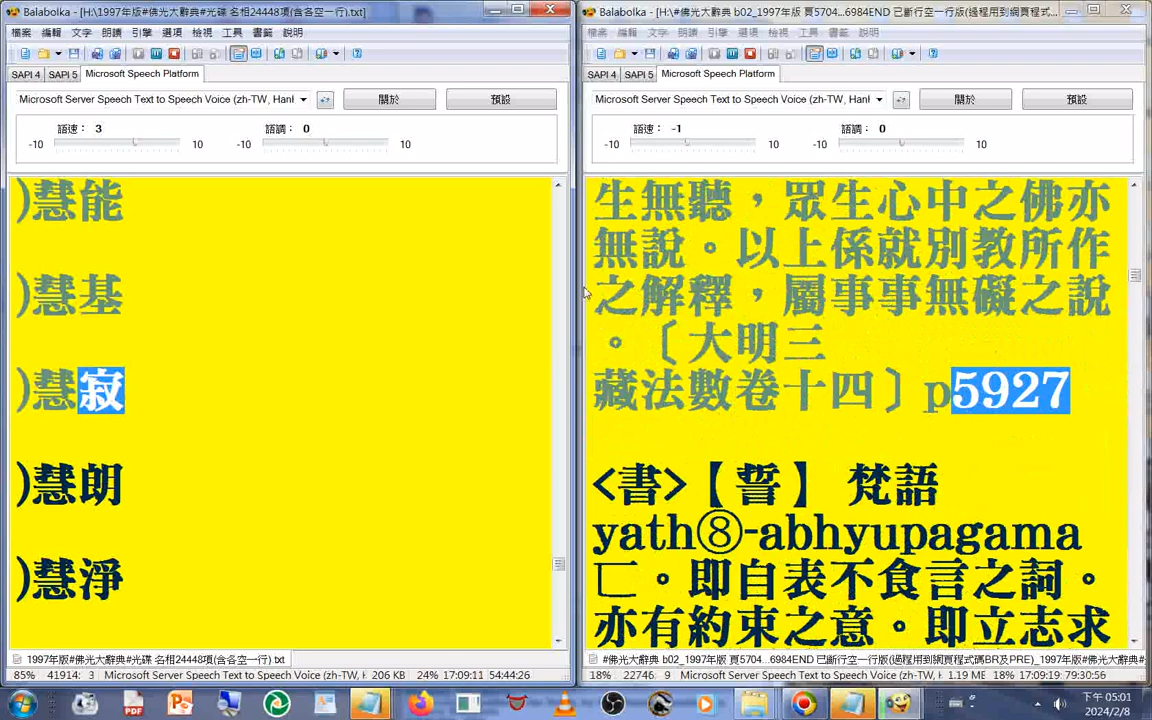 Balabolka - [H:\1997年版#佛光大辭典#光碟 名相24448項(含各空一行).txt]
檔案 編輯 文字 朗讀 引擎 選項 檢視 工具 書籤 說明
SAPI 4 SAPI 5 Microsoft Speech Platform
Microsoft Server Speech Text to Speech Voice (zh-TW, Hanl 關於 預設
語速： 3 語調： 0
-10 10 -10 10
)慧能
)慧基
)慧寂
)慧朗
)慧淨
1997年版#佛光大辭典#光碟 名相24448項(含各空一行).txt
85% 41914: 3 Microsoft Server Speech Text to Speech Voice (zh-T 206 KB 24% 17:09:11 54:44:26
Balabolka - [H:\#佛光大辭典 b02_1997年版 頁5704...6984END 已斷行空一行版(過程用到網頁程式...
檔案 編輯 文字 朗讀 引擎 選項 檢視 工具 書籤 說明
SAPI 4 SAPI 5 Microsoft Speech Platform
Microsoft Server Speech Text to Speech Voice (zh-TW, Hanl 關於 預設
語速： -1 語調： 0
-10 10 -10 10
生無聽，眾生心中之佛亦
無說。以上係就別教所作
之解釋，屬事事無礙之說
。〔大明三
藏法數卷十四〕p5927
<書>【誓】 梵語
yath⑧-abhyupagama
匚。即自表不食言之詞。
亦有約束之意。即立志求
#佛光大辭典 b02_1997年版 頁5704...6984END 已斷行空一行版(過程用到網頁程式碼BR及PRE)_1997年版#
18% 22746: 9 Microsoft Server Speech Text to Speech Voice (zh-T 1.19 ME 18% 17:09:19 79:30:56
下午 05:01
2024/2/8